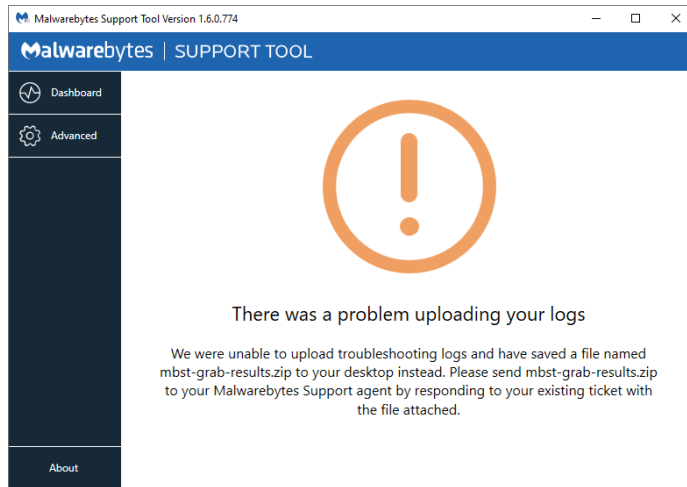 Malwarebytes Support Tool Version 1.6.0.774
Malwarebytes | SUPPORT TOOL
Dashboard
Advanced
There was a problem uploading your logs
We were unable to upload troubleshooting logs and have saved a file named
mbst-grab-results.zip to your desktop instead. Please send mbst-grab-results.zip
to your Malwarebytes Support agent by responding to your existing ticket with
the file attached.
About